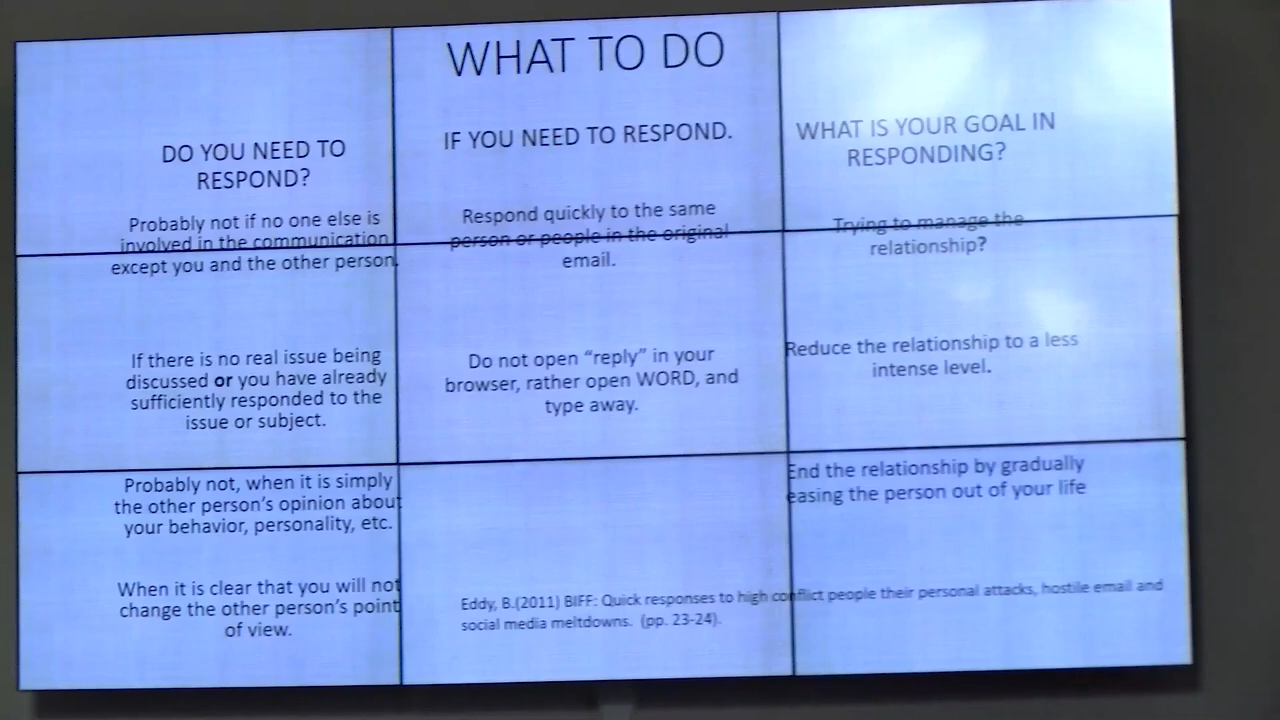 WHAT TO DO
DO YOU NEED TO
RESPOND?
Probably not if no one else is
involved in the communication
except you and the other person.
If there is no real issue being
discussed or you have already
sufficiently responded to the
issue or subject.
Probably not, when it is simply
the other person's opinion about
your behavior, personality, etc.
When it is clear that you will not
change the other person's point
of view.
IF YOU NEED TO RESPOND.
Respond quickly to the same
person or people in the original
email.
Do not open “reply” in your
browser, rather open WORD, and
type away.
WHAT IS YOUR GOAL IN
RESPONDING?
Trying to manage the
relationship?
Reduce the relationship to a less
intense level.
End the relationship by gradually
easing the person out of your life
Eddy, B.(2011) BIFF: Quick responses to high conflict people their personal attacks, hostile email and
social media meltdowns. (pp. 23-24).